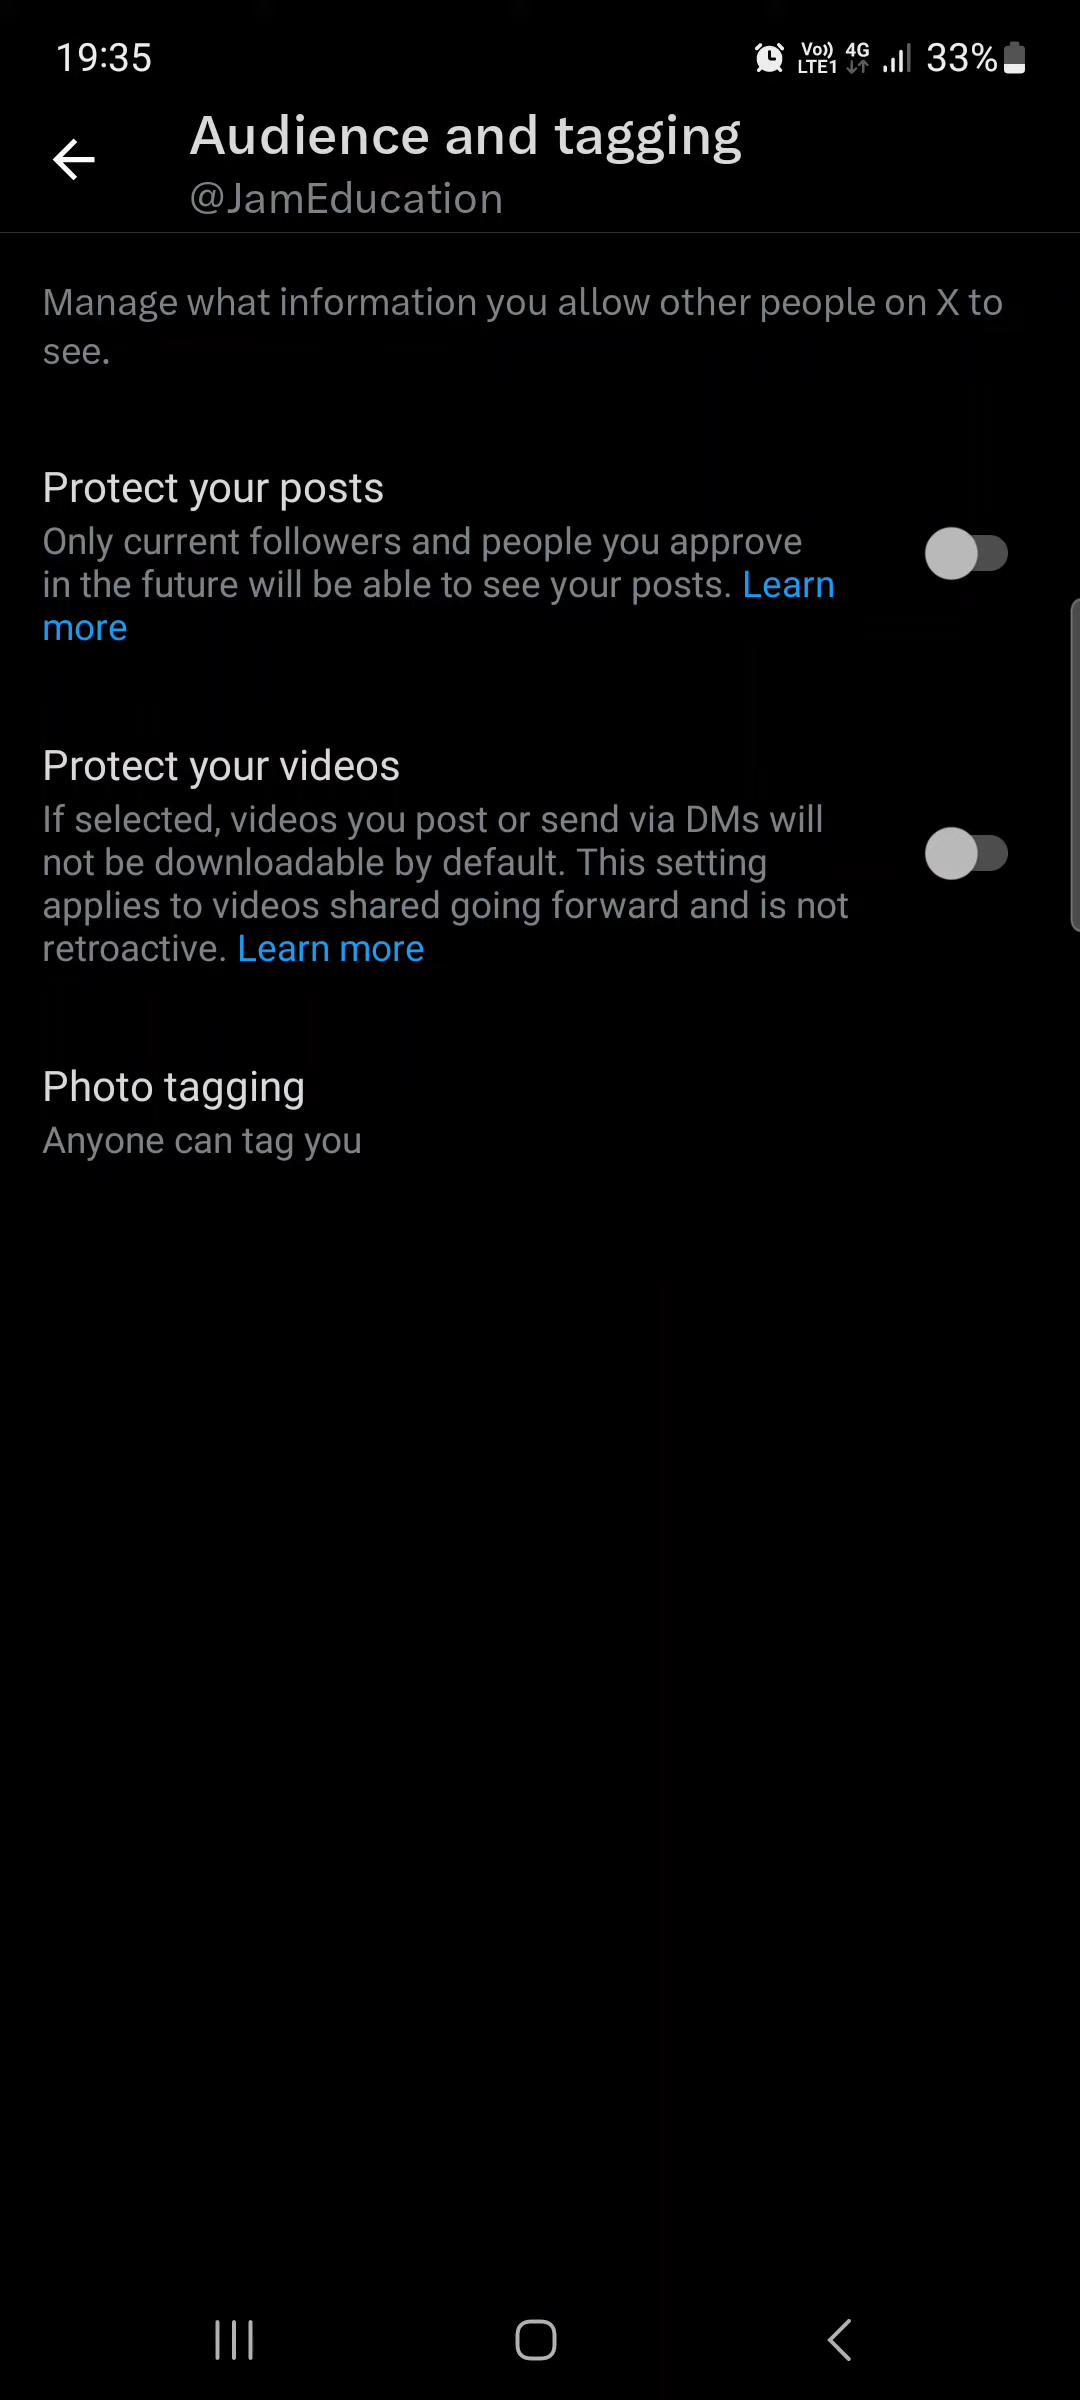 19:35
Vo)) LTE1 4G 33%
Audience and tagging
@JamEducation
Manage what information you allow other people on X to
see.
Protect your posts
Only current followers and people you approve
in the future will be able to see your posts. Learn
more
Protect your videos
If selected, videos you post or send via DMs will
not be downloadable by default. This setting
applies to videos shared going forward and is not
retroactive. Learn more
Photo tagging
Anyone can tag you